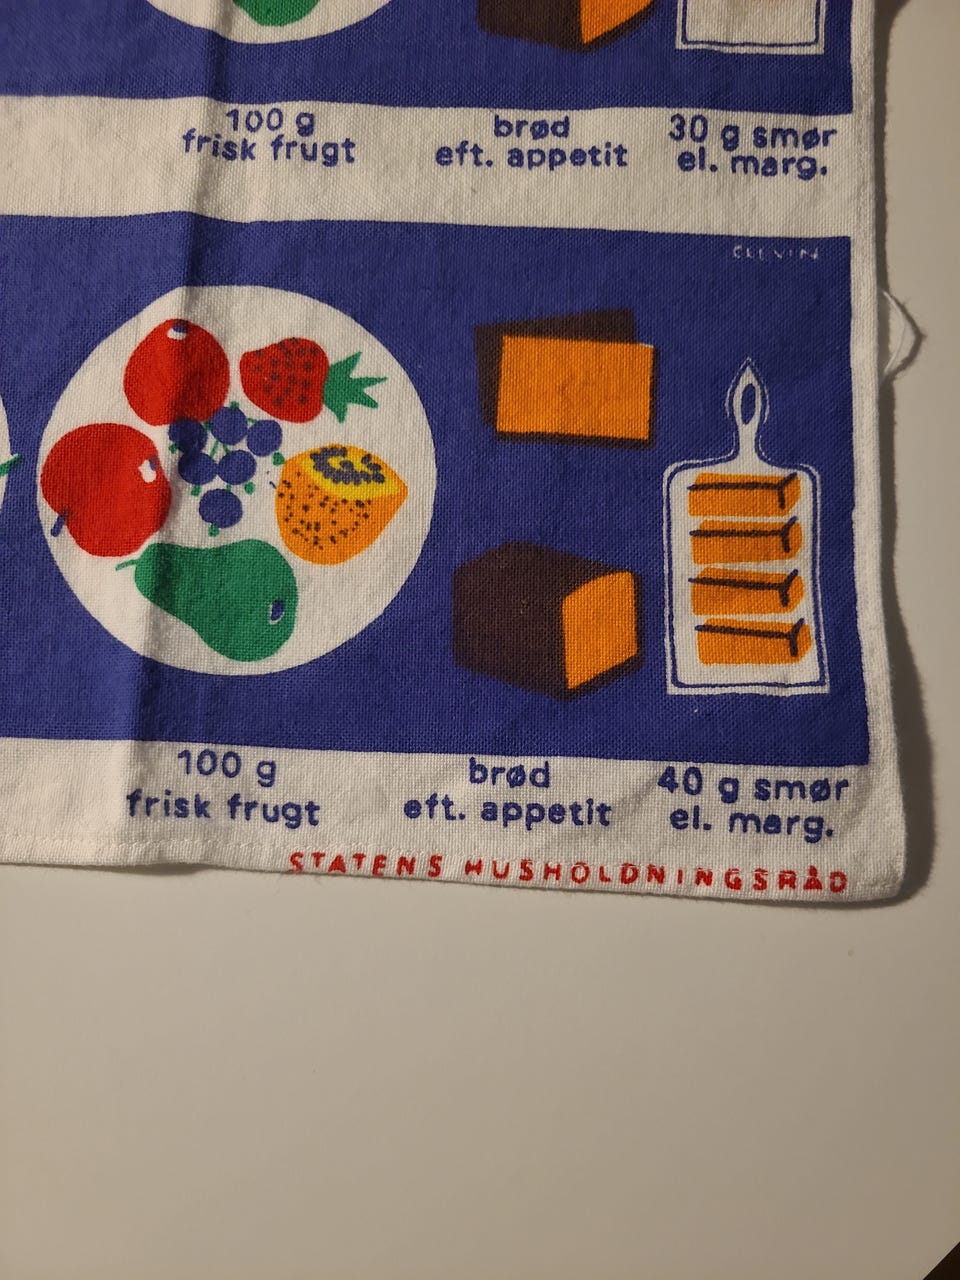 100 g
frisk frugt
brød
eft. appetit
30 g smør
el. marg.
CLEVIN
100 g
frisk frugt
brød
eft. appetit
40 g smør
el. marg.
STATENS HUSHOLDNINGSRÅD